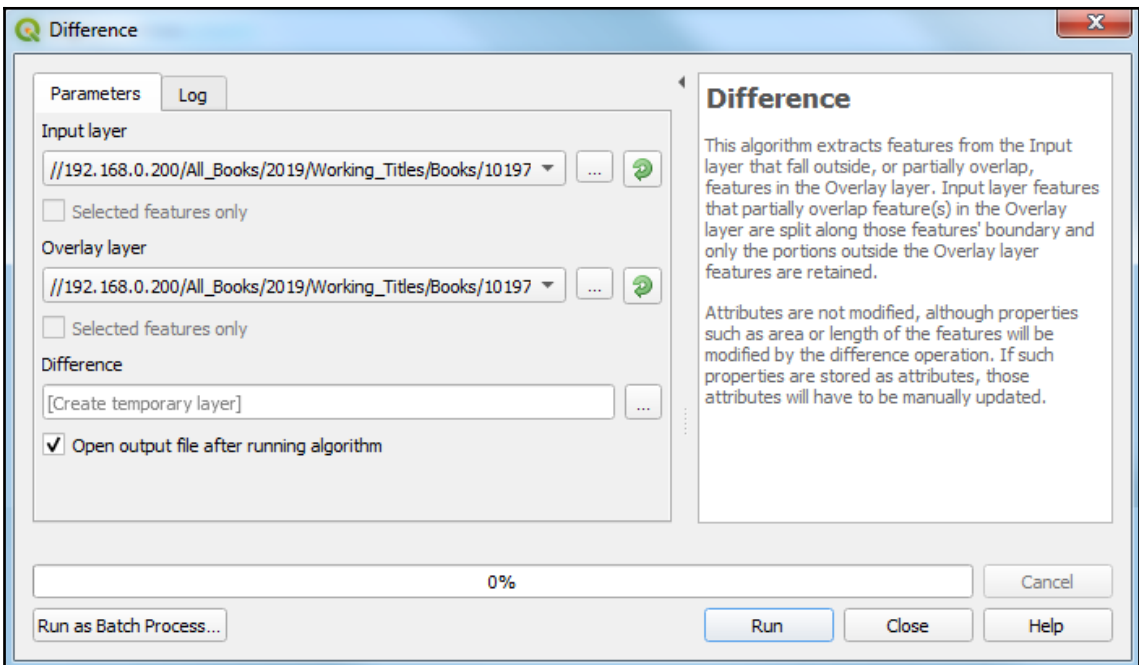 Difference
Parameters
Log
Input layer
//192.168.0.200/All_Books/2019/Working_Titles/Books/10197
...
Selected features only
Overlay layer
//192.168.0.200/All_Books/2019/Working_Titles/Books/10197
...
Selected features only
Difference
[Create temporary layer]
...
Open output file after running algorithm
Difference
This algorithm extracts features from the Input
layer that fall outside, or partially overlap,
features in the Overlay layer. Input layer features
that partially overlap feature(s) in the Overlay
layer are split along those features' boundary and
only the portions outside the Overlay layer
features are retained.
Attributes are not modified, although properties
such as area or length of the features will be
modified by the difference operation. If such
properties are stored as attributes, those
attributes will have to be manually updated.
0%
Cancel
Run as Batch Process...
Run
Close
Help